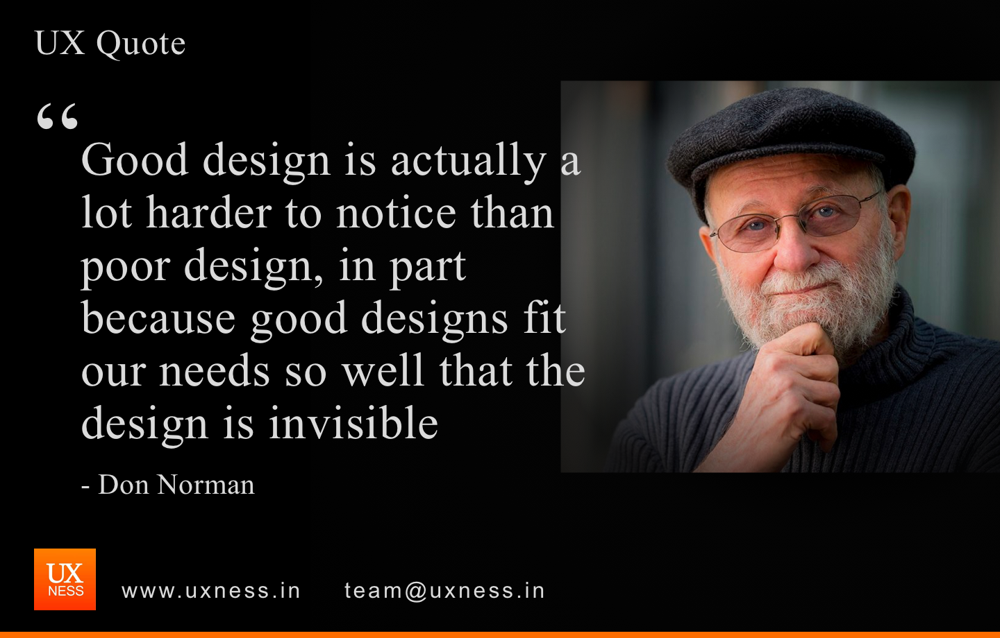 UX Quote
“
Good design is actually a
lot harder to notice than
poor design, in part
because good designs fit
our needs so well that the
design is invisible
- Don Norman
UX
NESS
www.uxness.in team@uxness.in